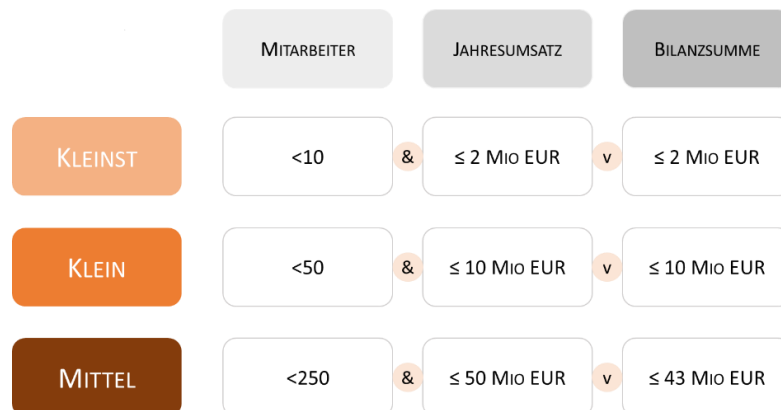 MITARBEITER JAHRESUMSATZ BILANZSUMME
KLEINST <10 & ≤ 2 MIO EUR v ≤ 2 MIO EUR
KLEIN <50 & ≤ 10 MIO EUR v ≤ 10 MIO EUR
MITTEL <250 & ≤ 50 MIO EUR v ≤ 43 MIO EUR